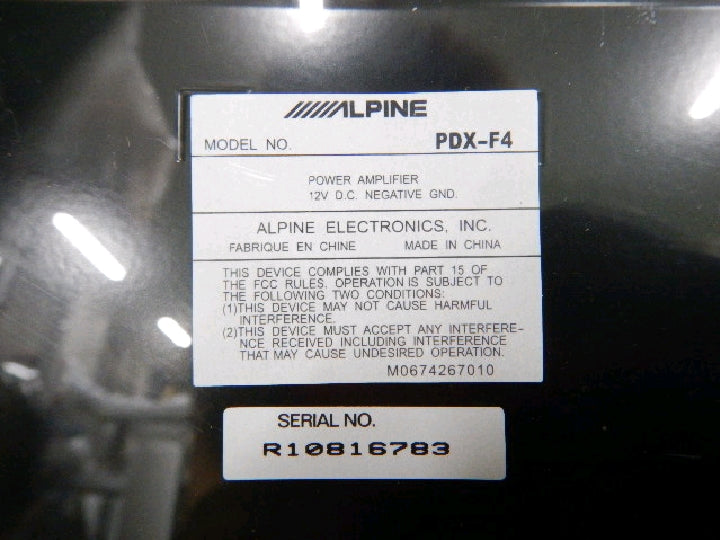 ALPINE
MODEL NO. PDX-F4
POWER AMPLIFIER
12V D.C. NEGATIVE GND.
ALPINE ELECTRONICS, INC.
FABRIQUE EN CHINE MADE IN CHINA
THIS DEVICE COMPLIES WITH PART 15 OF
THE FCC RULES. OPERATION IS SUBJECT TO
THE FOLLOWING TWO CONDITIONS:
(1)THIS DEVICE MAY NOT CAUSE HARMFUL
INTERFERENCE.
(2)THIS DEVICE MUST ACCEPT ANY INTERFERE-
NCE RECEIVED INCLUDING INTERFERENCE
THAT MAY CAUSE UNDESIRED OPERATION.
M0674267010
SERIAL NO.
R10816783